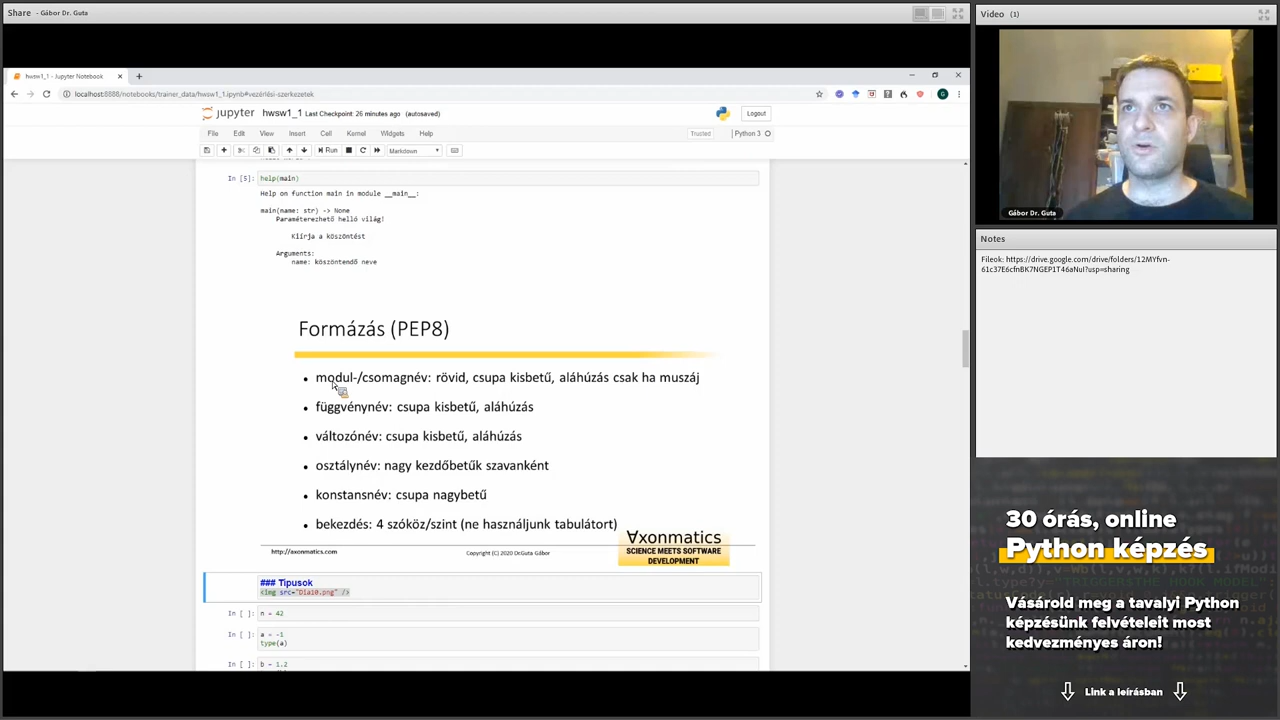 Share - Gábor Dr. Guta
Video (1)
hwsw1_1 - Jupyter Notebook
localhost:8888/notebooks/trainer_data/hwsw1_1.ipynb#vezérlési-szerkezetek
jupyter hwsw1_1 Last Checkpoint: 26 minutes ago (autosaved)
Logout
File Edit View Insert Cell Kernel Widgets Help
Trusted
Python 3
Run
Markdown
In [5]: help(main)
Help on function main in module __main__:
main(name: str) -> None
Paraméterezhető helló világ!
Kiírja a köszöntést
Arguments:
name: köszöntendő neve
Formázás (PEP8)
• modul-/csomagnév: rövid, csupa kisbetű, aláhúzás csak ha muszáj
• függvénynév: csupa kisbetű, aláhúzás
• változónév: csupa kisbetű, aláhúzás
• osztálynév: nagy kezdőbetűk szavanként
• konstansnév: csupa nagybetű
• bekezdés: 4 szóköz/szint (ne használjunk tabulátort)
http://axonmatics.com
Copyright (C) 2020 Dr.Guta Gábor
∀xonmatics
SCIENCE MEETS SOFTWARE
DEVELOPMENT
### Típusok
<img src="Dia10.png" />
In [ ]: n = 42
In [ ]: a = -1
type(a)
In [ ]: b = 1.2
Gábor Dr. Guta
Notes
Fileok: https://drive.google.com/drive/folders/12MYfvn-
61c37E6cfnBK7NGEP1T46aNuI?usp=sharing
30 órás, online
Python képzés
Vásárold meg a tavalyi Python
képzésünk felvételeit most
kedvezményes áron!
Link a leírásban